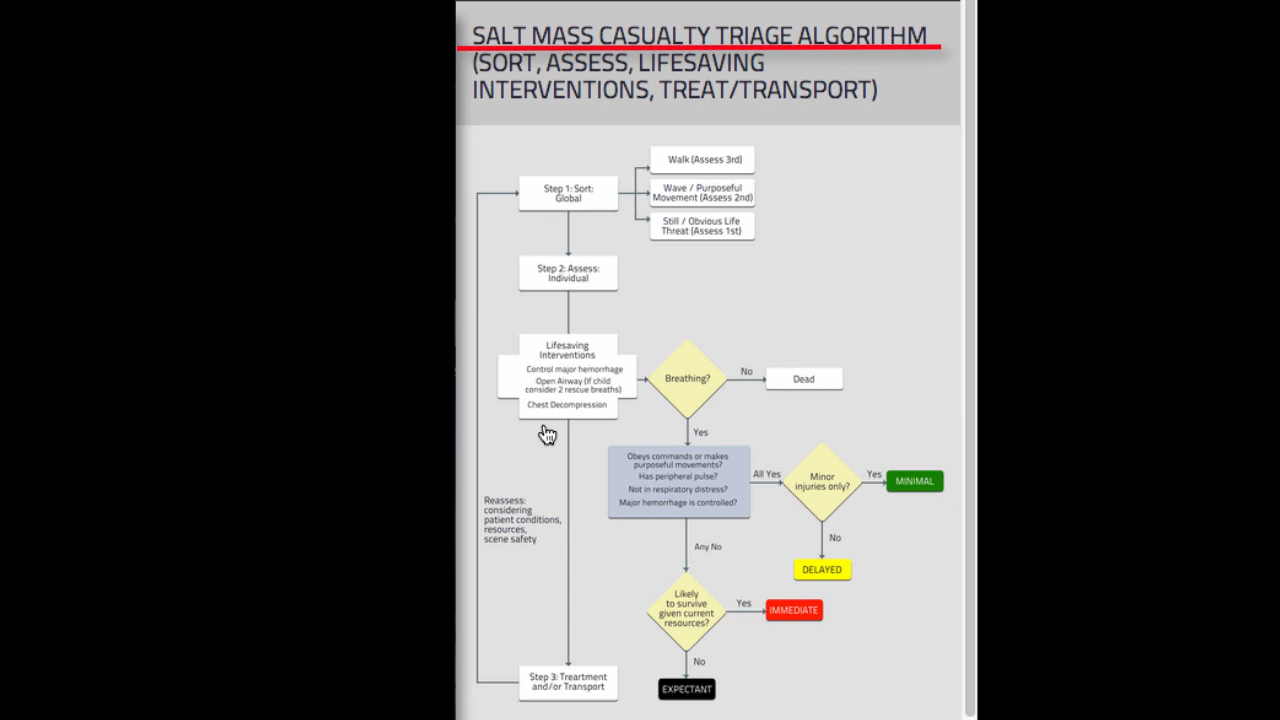 SALT MASS CASUALTY TRIAGE ALGORITHM
(SORT, ASSESS, LIFESAVING
INTERVENTIONS, TREAT/TRANSPORT)
Walk (Assess 3rd)
Step 1: Sort:
Global
Wave / Purposeful
Movement (Assess 2nd)
Still / Obvious Life
Threat (Assess 1st)
Step 2: Assess:
Individual
Lifesaving
Interventions
Control major hemorrhage
Open Airway (If child
consider 2 rescue breaths)
Chest Decompression
Breathing?
No
Dead
Yes
Obeys commands or makes
purposeful movements?
Has peripheral pulse?
Not in respiratory distress?
Major hemorrhage is controlled?
All Yes
Minor
injuries only?
Yes
MINIMAL
No
DELAYED
Reassess:
considering
patient conditions,
resources,
scene safety
Any No
Likely
to survive
given current
resources?
Yes
IMMEDIATE
No
EXPECTANT
Step 3: Treartment
and/or Transport